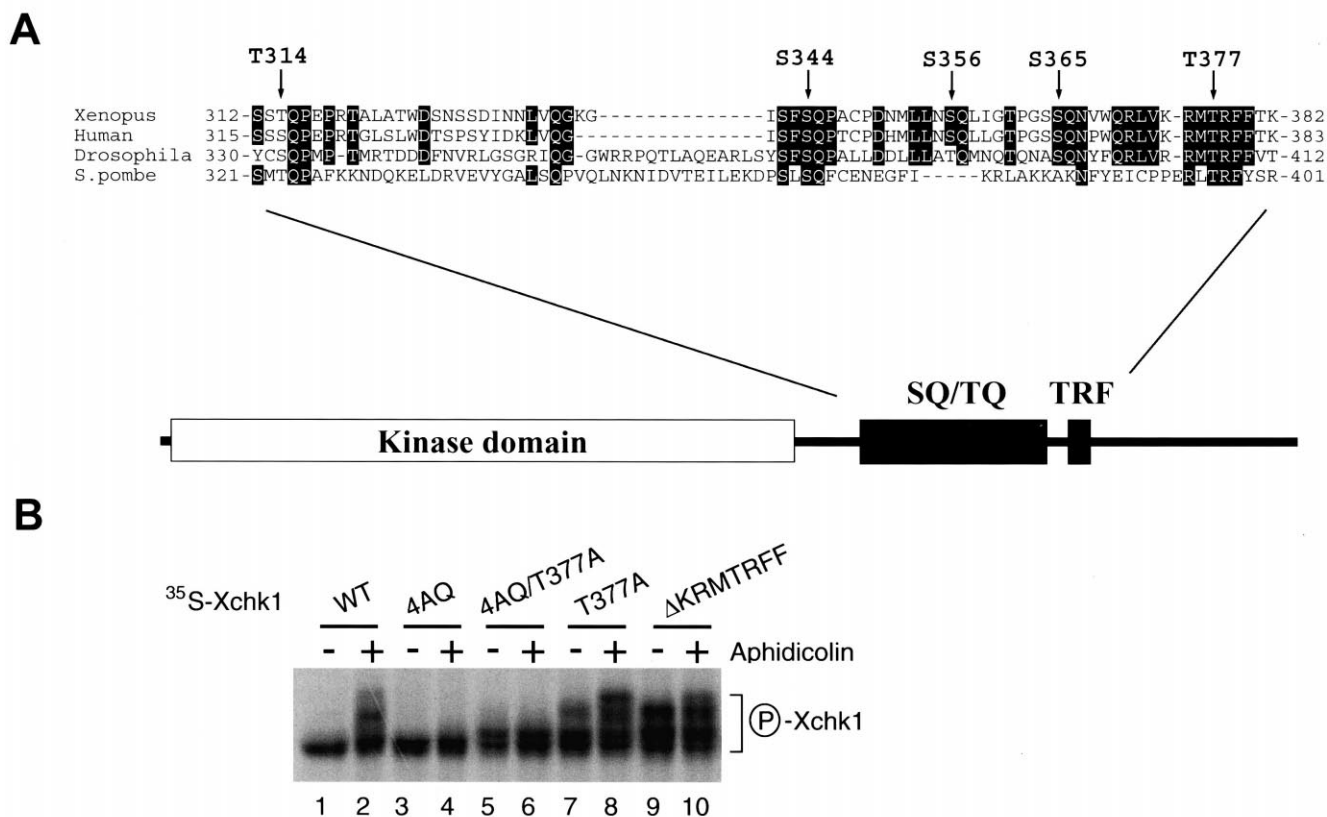 A
T314 S344 S356 S365 T377
Xenopus 312-SSTQPEPRTALATWDSNSSDINNLVQGKG--------------ISFSQPACPDNMLLNSQLIGTPGSSQNVWQRLVK-RMTRFFTK-382
Human 315-SSSQPEPRTGLSLWDTSPSYIDKLVQG----------------ISFSQPTCPDHMLLNSQLLGTPGSSQNPWQRLVK-RMTRFFTK-383
Drosophila 330-YCSQPMP-TMRTDDDFNVRLGSGRIQG-GWRRPQTLAQEARLSYSFSQPALLDDLLLATQMNQTQNASQNYFQRLVR-RMTRFFVT-412
S.pombe 321-SMTQPAFKKNDQKELDRVEVYGALSQPVQLNKNIDVTEILEKDPSLSQFCENEGFI-----KRLAKKAKNFYEICPPERLTRFYSR-401
SQ/TQ TRF
Kinase domain
B
³⁵S-Xchk1 WT 4AQ 4AQ/T377A T377A ΔKRMTRFF
- + - + - + - + - + Aphidicolin
Ⓟ-Xchk1
1 2 3 4 5 6 7 8 9 10